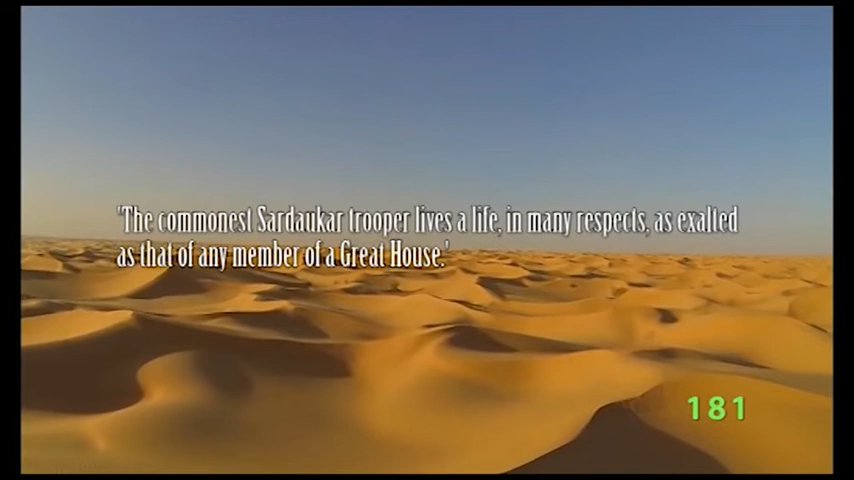 'The commonest Sardaukar trooper lives a life, in many respects, as exalted
as that of any member of a Great House.'
181